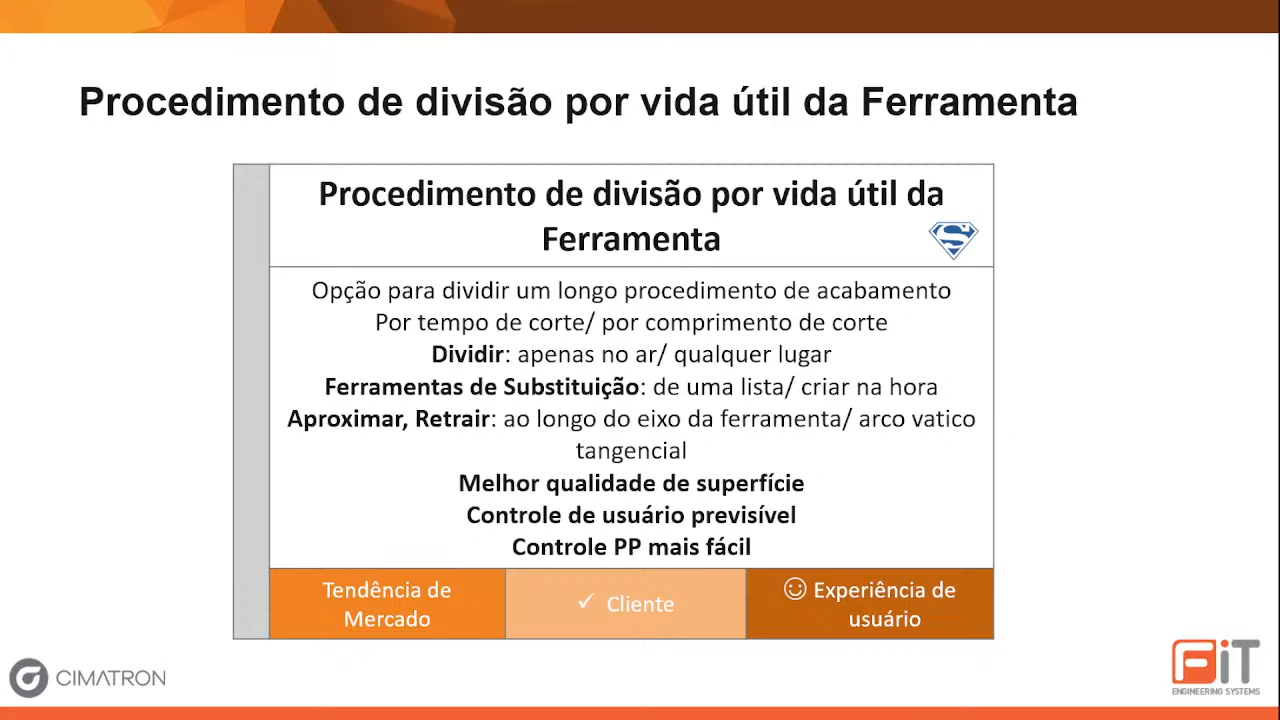 Procedimento de divisão por vida útil da Ferramenta
Procedimento de divisão por vida útil da
Ferramenta
Opção para dividir um longo procedimento de acabamento
Por tempo de corte/ por comprimento de corte
Dividir: apenas no ar/ qualquer lugar
Ferramentas de Substituição: de uma lista/ criar na hora
Aproximar, Retrair: ao longo do eixo da ferramenta/ arco vatico
tangencial
Melhor qualidade de superfície
Controle de usuário previsível
Controle PP mais fácil
Tendência de
Mercado
✓ Cliente
☺ Experiência de
usuário
CIMATRON
FiT
ENGINEERING SYSTEMS